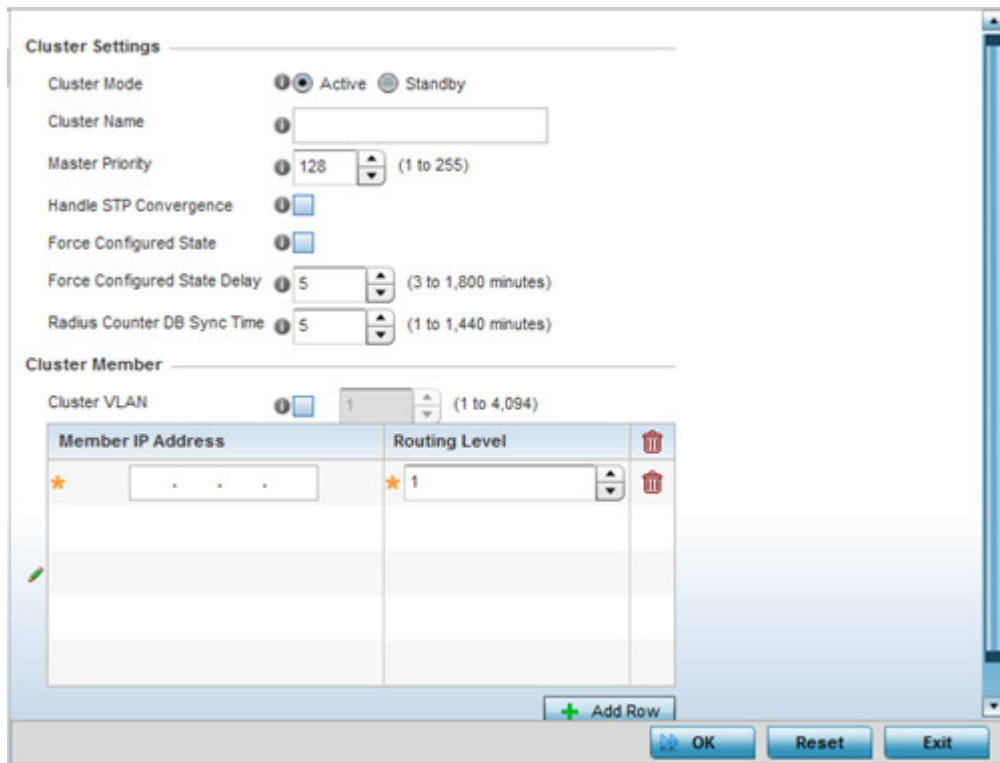 Cluster Settings
Cluster Mode Active Standby
Cluster Name
Master Priority 128 (1 to 255)
Handle STP Convergence
Force Configured State
Force Configured State Delay 5 (3 to 1,800 minutes)
Radius Counter DB Sync Time 5 (1 to 1,440 minutes)
Cluster Member
Cluster VLAN 1 (1 to 4,094)
Member IP Address Routing Level
* . . . * 1
Add Row
OK Reset Exit